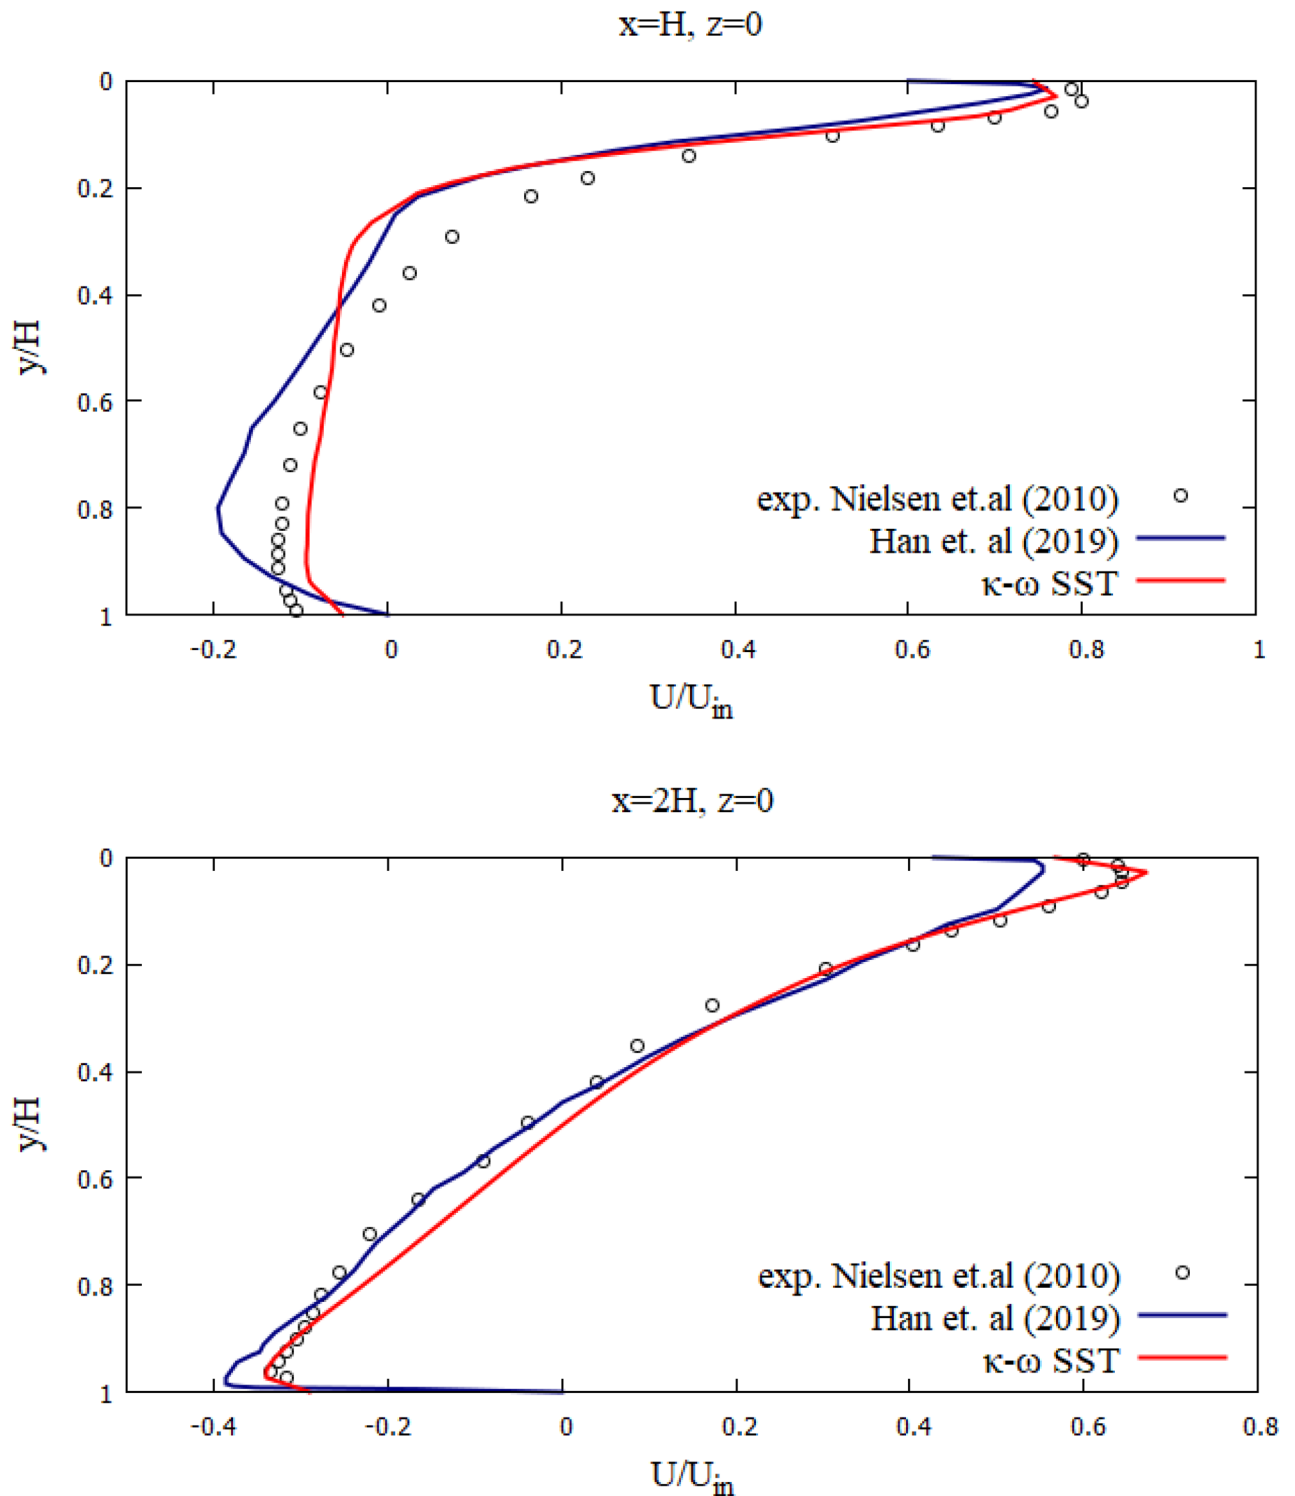 x=H, z=0
0
0.2
0.4
0.6
0.8
1
y/H
exp. Nielsen et.al (2010)
Han et. al (2019)
κ-ω SST
-0.2 0 0.2 0.4 0.6 0.8 1
U/Uin
x=2H, z=0
0
0.2
0.4
0.6
0.8
1
y/H
exp. Nielsen et.al (2010)
Han et. al (2019)
κ-ω SST
-0.4 -0.2 0 0.2 0.4 0.6 0.8
U/Uin